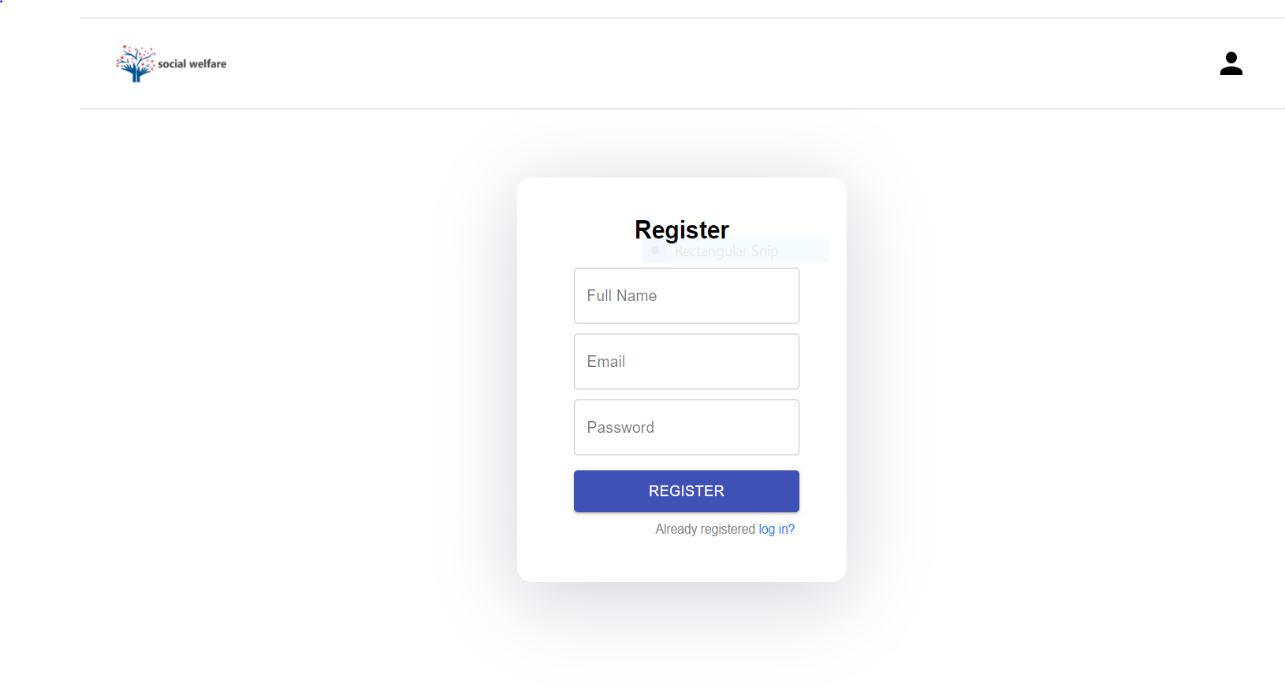 social welfare
Register
Rectangular Snip
Full Name
Email
Password
REGISTER
Already registered log in?